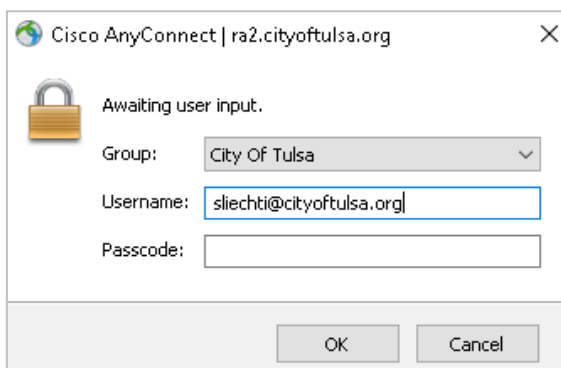 Cisco AnyConnect | ra2.cityoftulsa.org
Awaiting user input.
Group: City Of Tulsa
Username: sliechti@cityoftulsa.org
Passcode:
OK Cancel